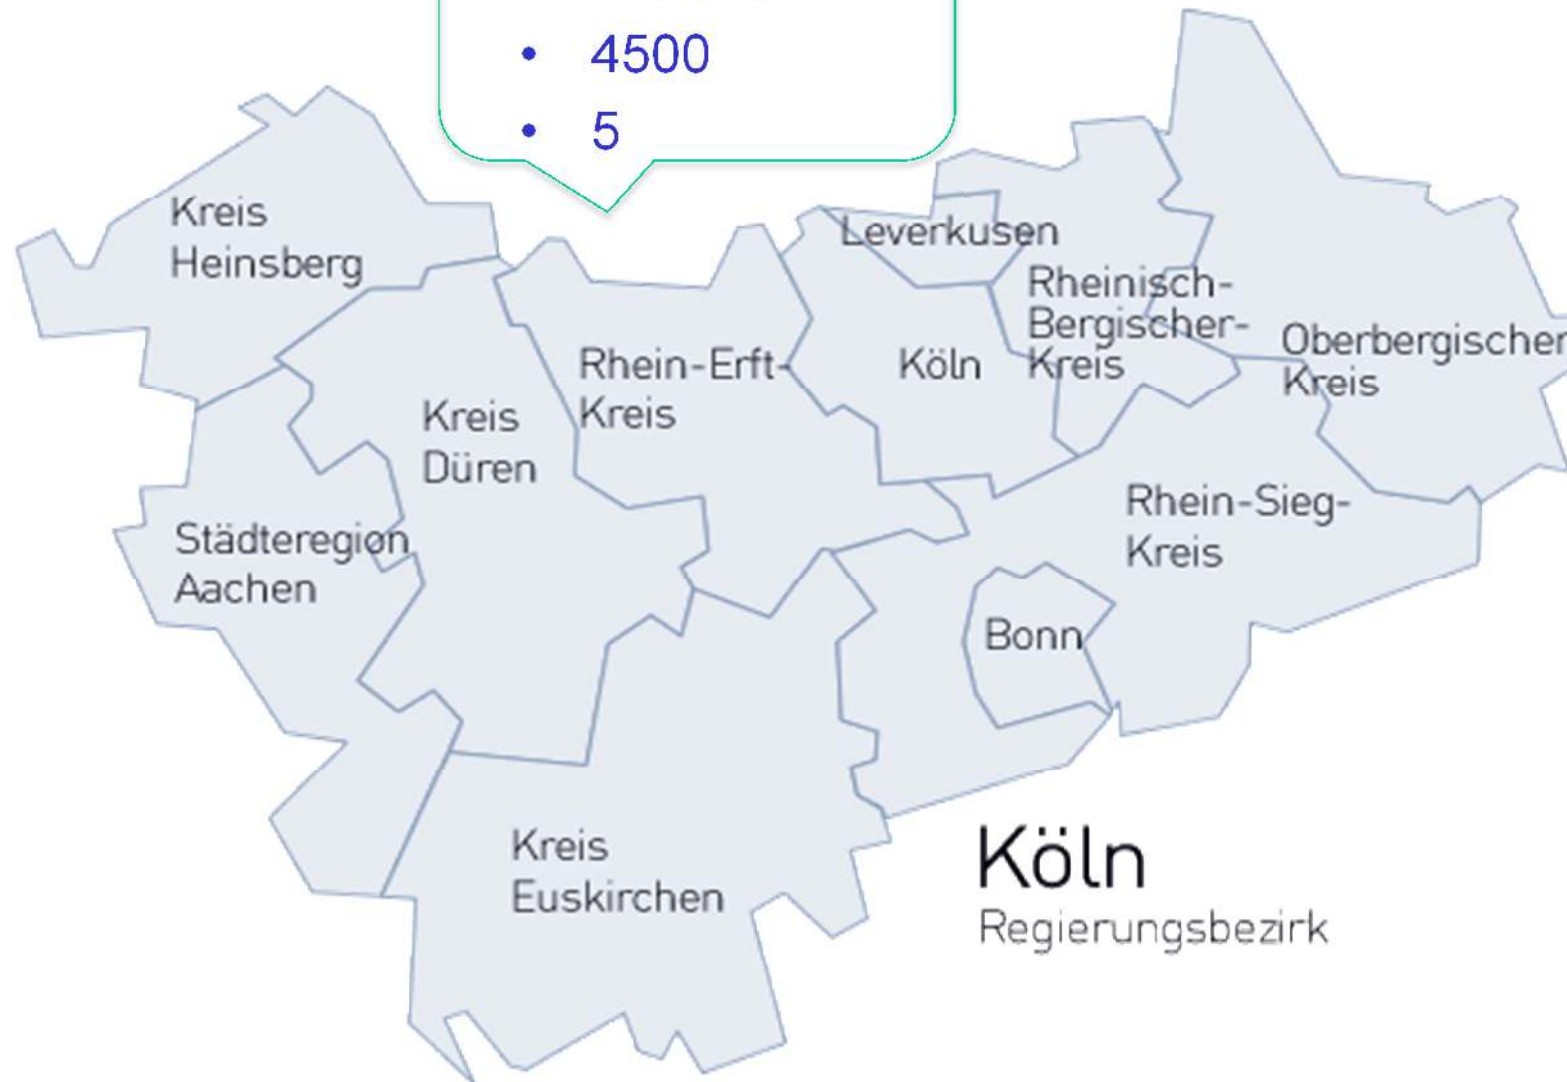 • 4500
• 5
Kreis
Heinsberg
Leverkusen
Rheinisch-
Bergischer-
Kreis
Oberbergischer
Kreis
Rhein-Erft-
Kreis
Köln
Kreis
Düren
Rhein-Sieg-
Kreis
Städteregion
Aachen
Bonn
Kreis
Euskirchen
Köln
Regierungsbezirk